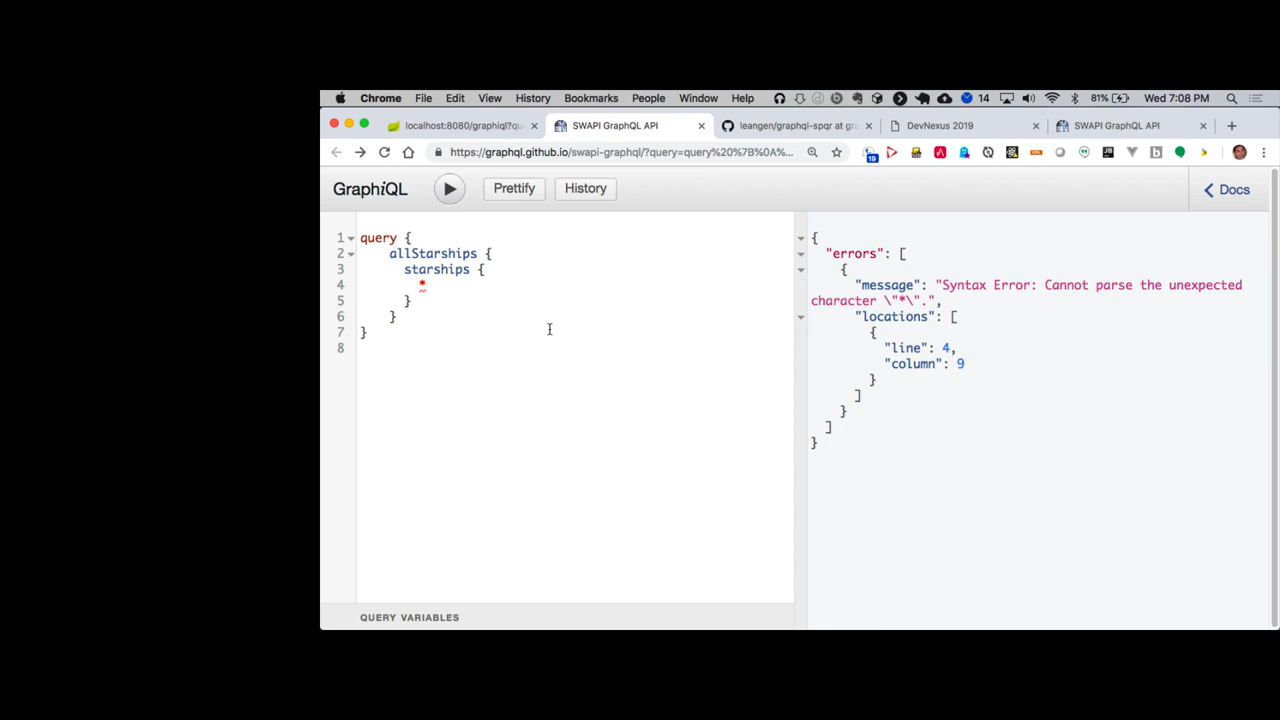 Chrome File Edit View History Bookmarks People Window Help 14 81% Wed 7:08 PM
localhost:8080/graphiql?qu SWAPI GraphQL API leangen/graphql-spqr at gra DevNexus 2019 SWAPI GraphQL API
https://graphql.github.io/swapi-graphql/?query=query%20%7B%0A%... 19
GraphiQL Prettify History Docs
1 query {
2 allStarships {
3 starships {
4 *
5 }
6 }
7 }
8
{
"errors": [
{
"message": "Syntax Error: Cannot parse the unexpected
character \"*\".",
"locations": [
{
"line": 4,
"column": 9
}
]
}
]
}
QUERY VARIABLES